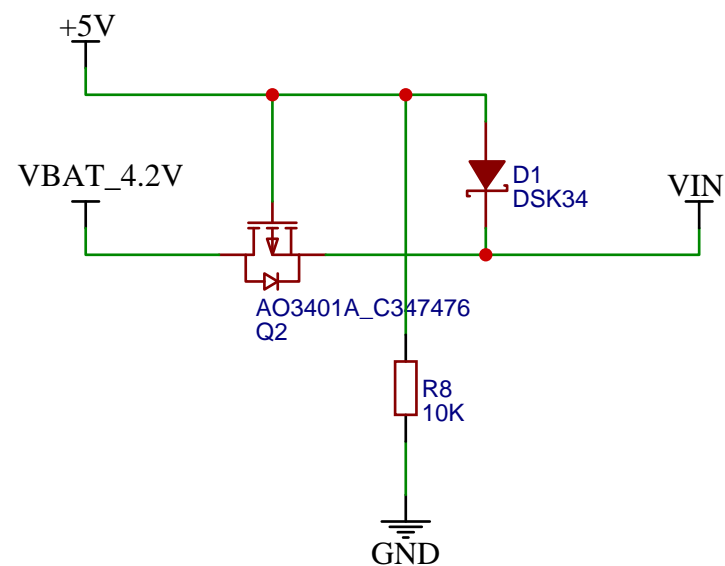 +5V
VBAT_4.2V
D1
DSK34
VIN
AO3401A_C347476
Q2
R8
10K
GND